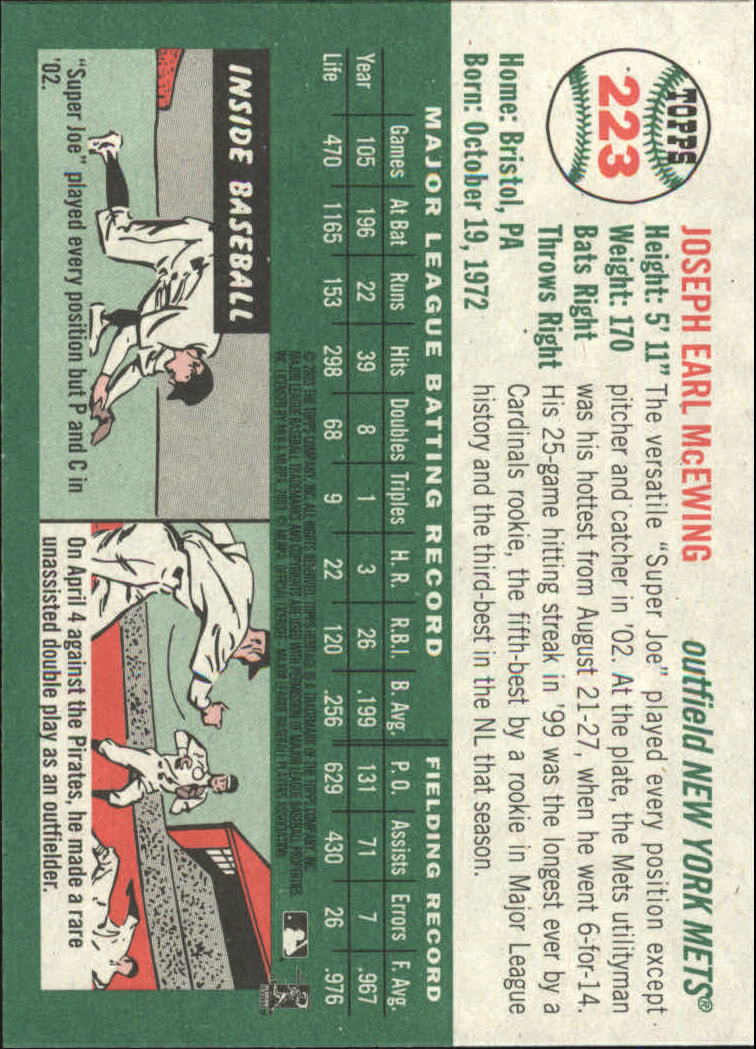 TOPPS
223
JOSEPH EARL McEWING
outfield NEW YORK METS®
Height: 5' 11"
Weight: 170
Bats Right
Throws Right
Home: Bristol, PA
Born: October 19, 1972
The versatile “Super Joe” played every position except
pitcher and catcher in '02. At the plate, the Mets utilityman
was his hottest from August 21-27, when he went 6-for-14.
His 25-game hitting streak in '99 was the longest ever by a
Cardinals rookie, the fifth-best by a rookie in Major League
history and the third-best in the NL that season.
MAJOR LEAGUE BATTING RECORD FIELDING RECORD
Year Games At Bat Runs Hits Doubles Triples H. R. R.B.I. B. Avg. P. O. Assists Errors F. Avg.
105 196 22 39 8 1 3 26 .199 131 71 7 .967
Life 470 1165 153 298 68 9 22 120 .256 629 430 26 .976
INSIDE BASEBALL
“Super Joe” played every position but P and C in
'02.
On April 4 against the Pirates, he made a rare
unassisted double play as an outfielder.